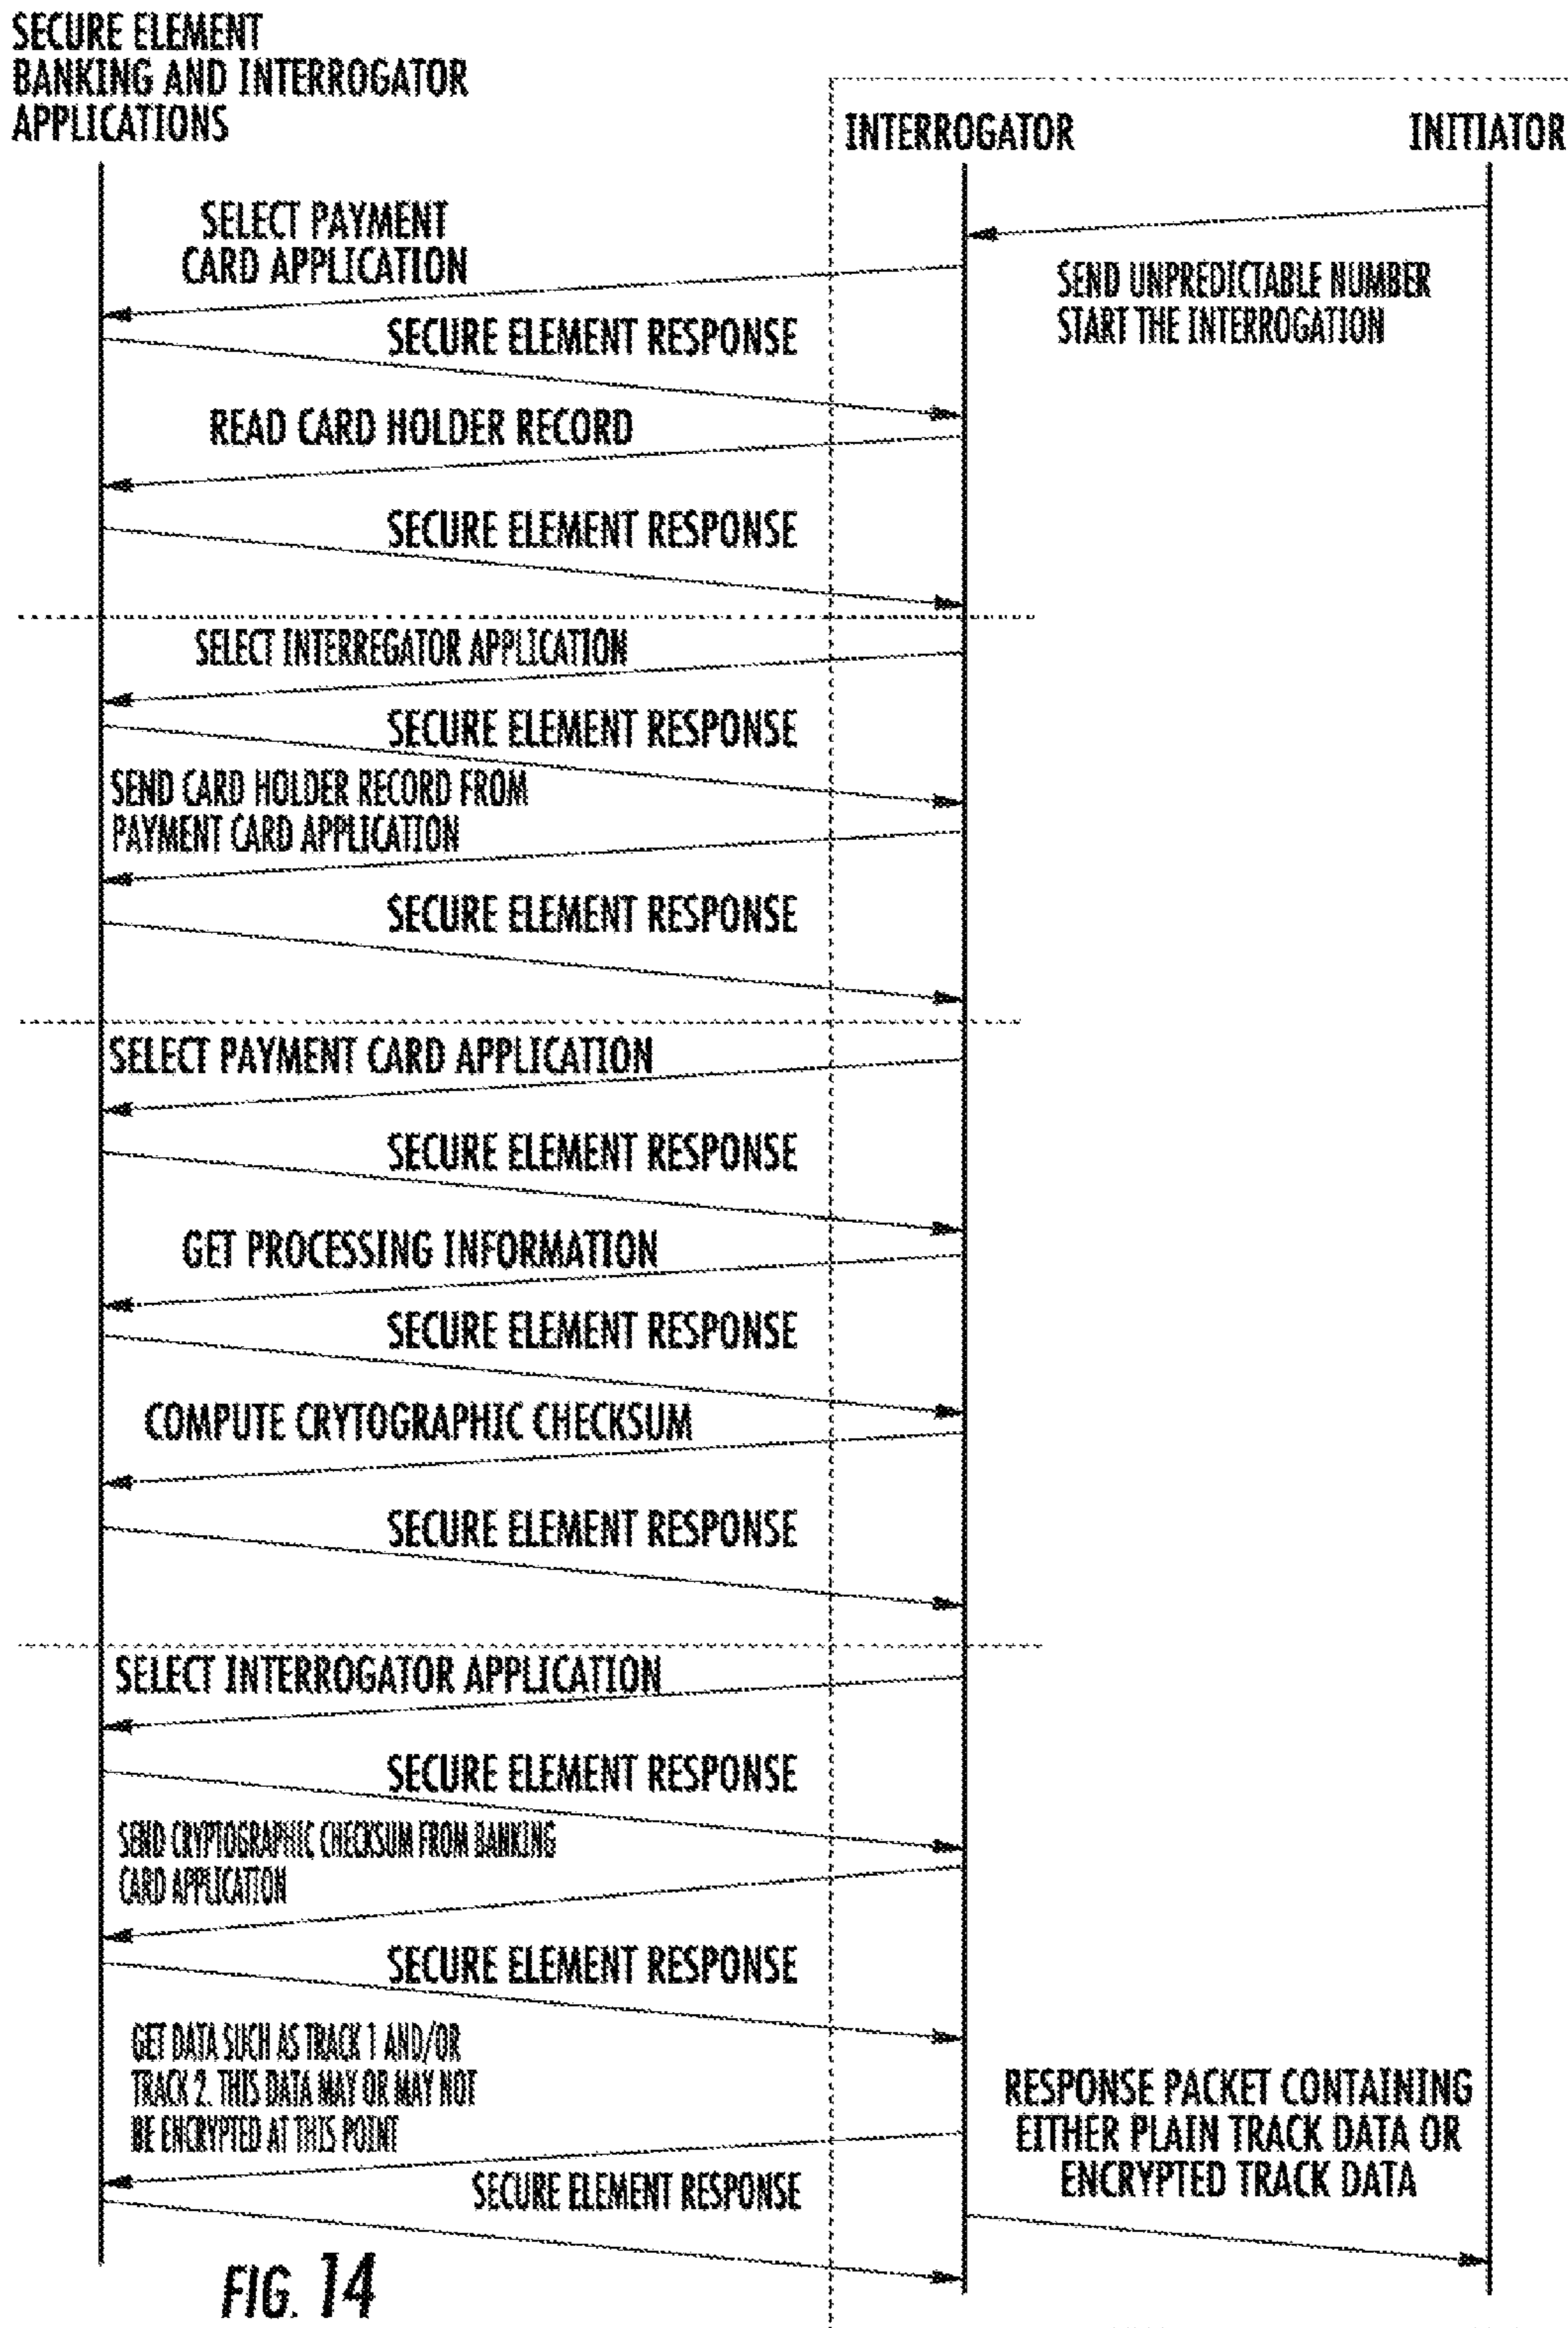 SECURE ELEMENT
BANKING AND INTERROGATOR
APPLICATIONS
INTERROGATOR
INITIATOR
SELECT PAYMENT
CARD APPLICATION
SEND UNPREDICTABLE NUMBER
START THE INTERROGATION
SECURE ELEMENT RESPONSE
READ CARD HOLDER RECORD
SECURE ELEMENT RESPONSE
SELECT INTERREGATOR APPLICATION
SECURE ELEMENT RESPONSE
SEND CARD HOLDER RECORD FROM
PAYMENT CARD APPLICATION
SECURE ELEMENT RESPONSE
SELECT PAYMENT CARD APPLICATION
SECURE ELEMENT RESPONSE
GET PROCESSING INFORMATION
SECURE ELEMENT RESPONSE
COMPUTE CRYTOGRAPHIC CHECKSUM
SECURE ELEMENT RESPONSE
SELECT INTERROGATOR APPLICATION
SECURE ELEMENT RESPONSE
SEND CRYPTOGRAPHIC CHECKSUM FROM BANKING
CARD APPLICATION
SECURE ELEMENT RESPONSE
GET DATA SUCH AS TRACK 1 AND/OR
TRACK 2. THIS DATA MAY OR MAY NOT
BE ENCRYPTED AT THIS POINT
RESPONSE PACKET CONTAINING
EITHER PLAIN TRACK DATA OR
ENCRYPTED TRACK DATA
SECURE ELEMENT RESPONSE
FIG. 14